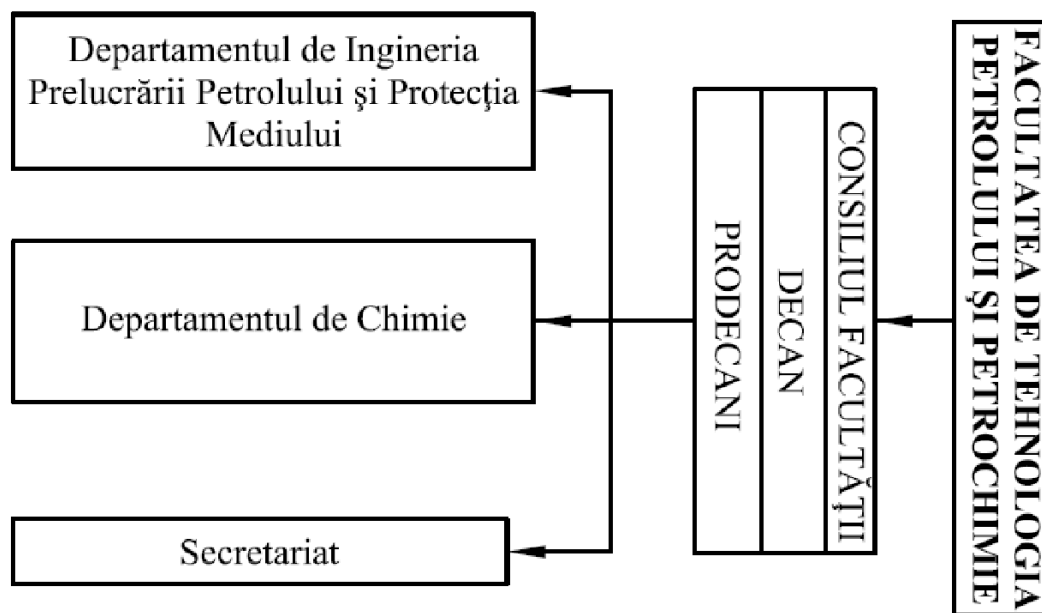 Departamentul de Ingineria
Prelucrării Petrolului şi Protecţia
Mediului
Departamentul de Chimie
Secretariat
PRODECANI
DECAN
CONSILIUL FACULTĂŢII
FACULTATEA DE TEHNOLOGIA
PETROLULUI ŞI PETROCHIMIE